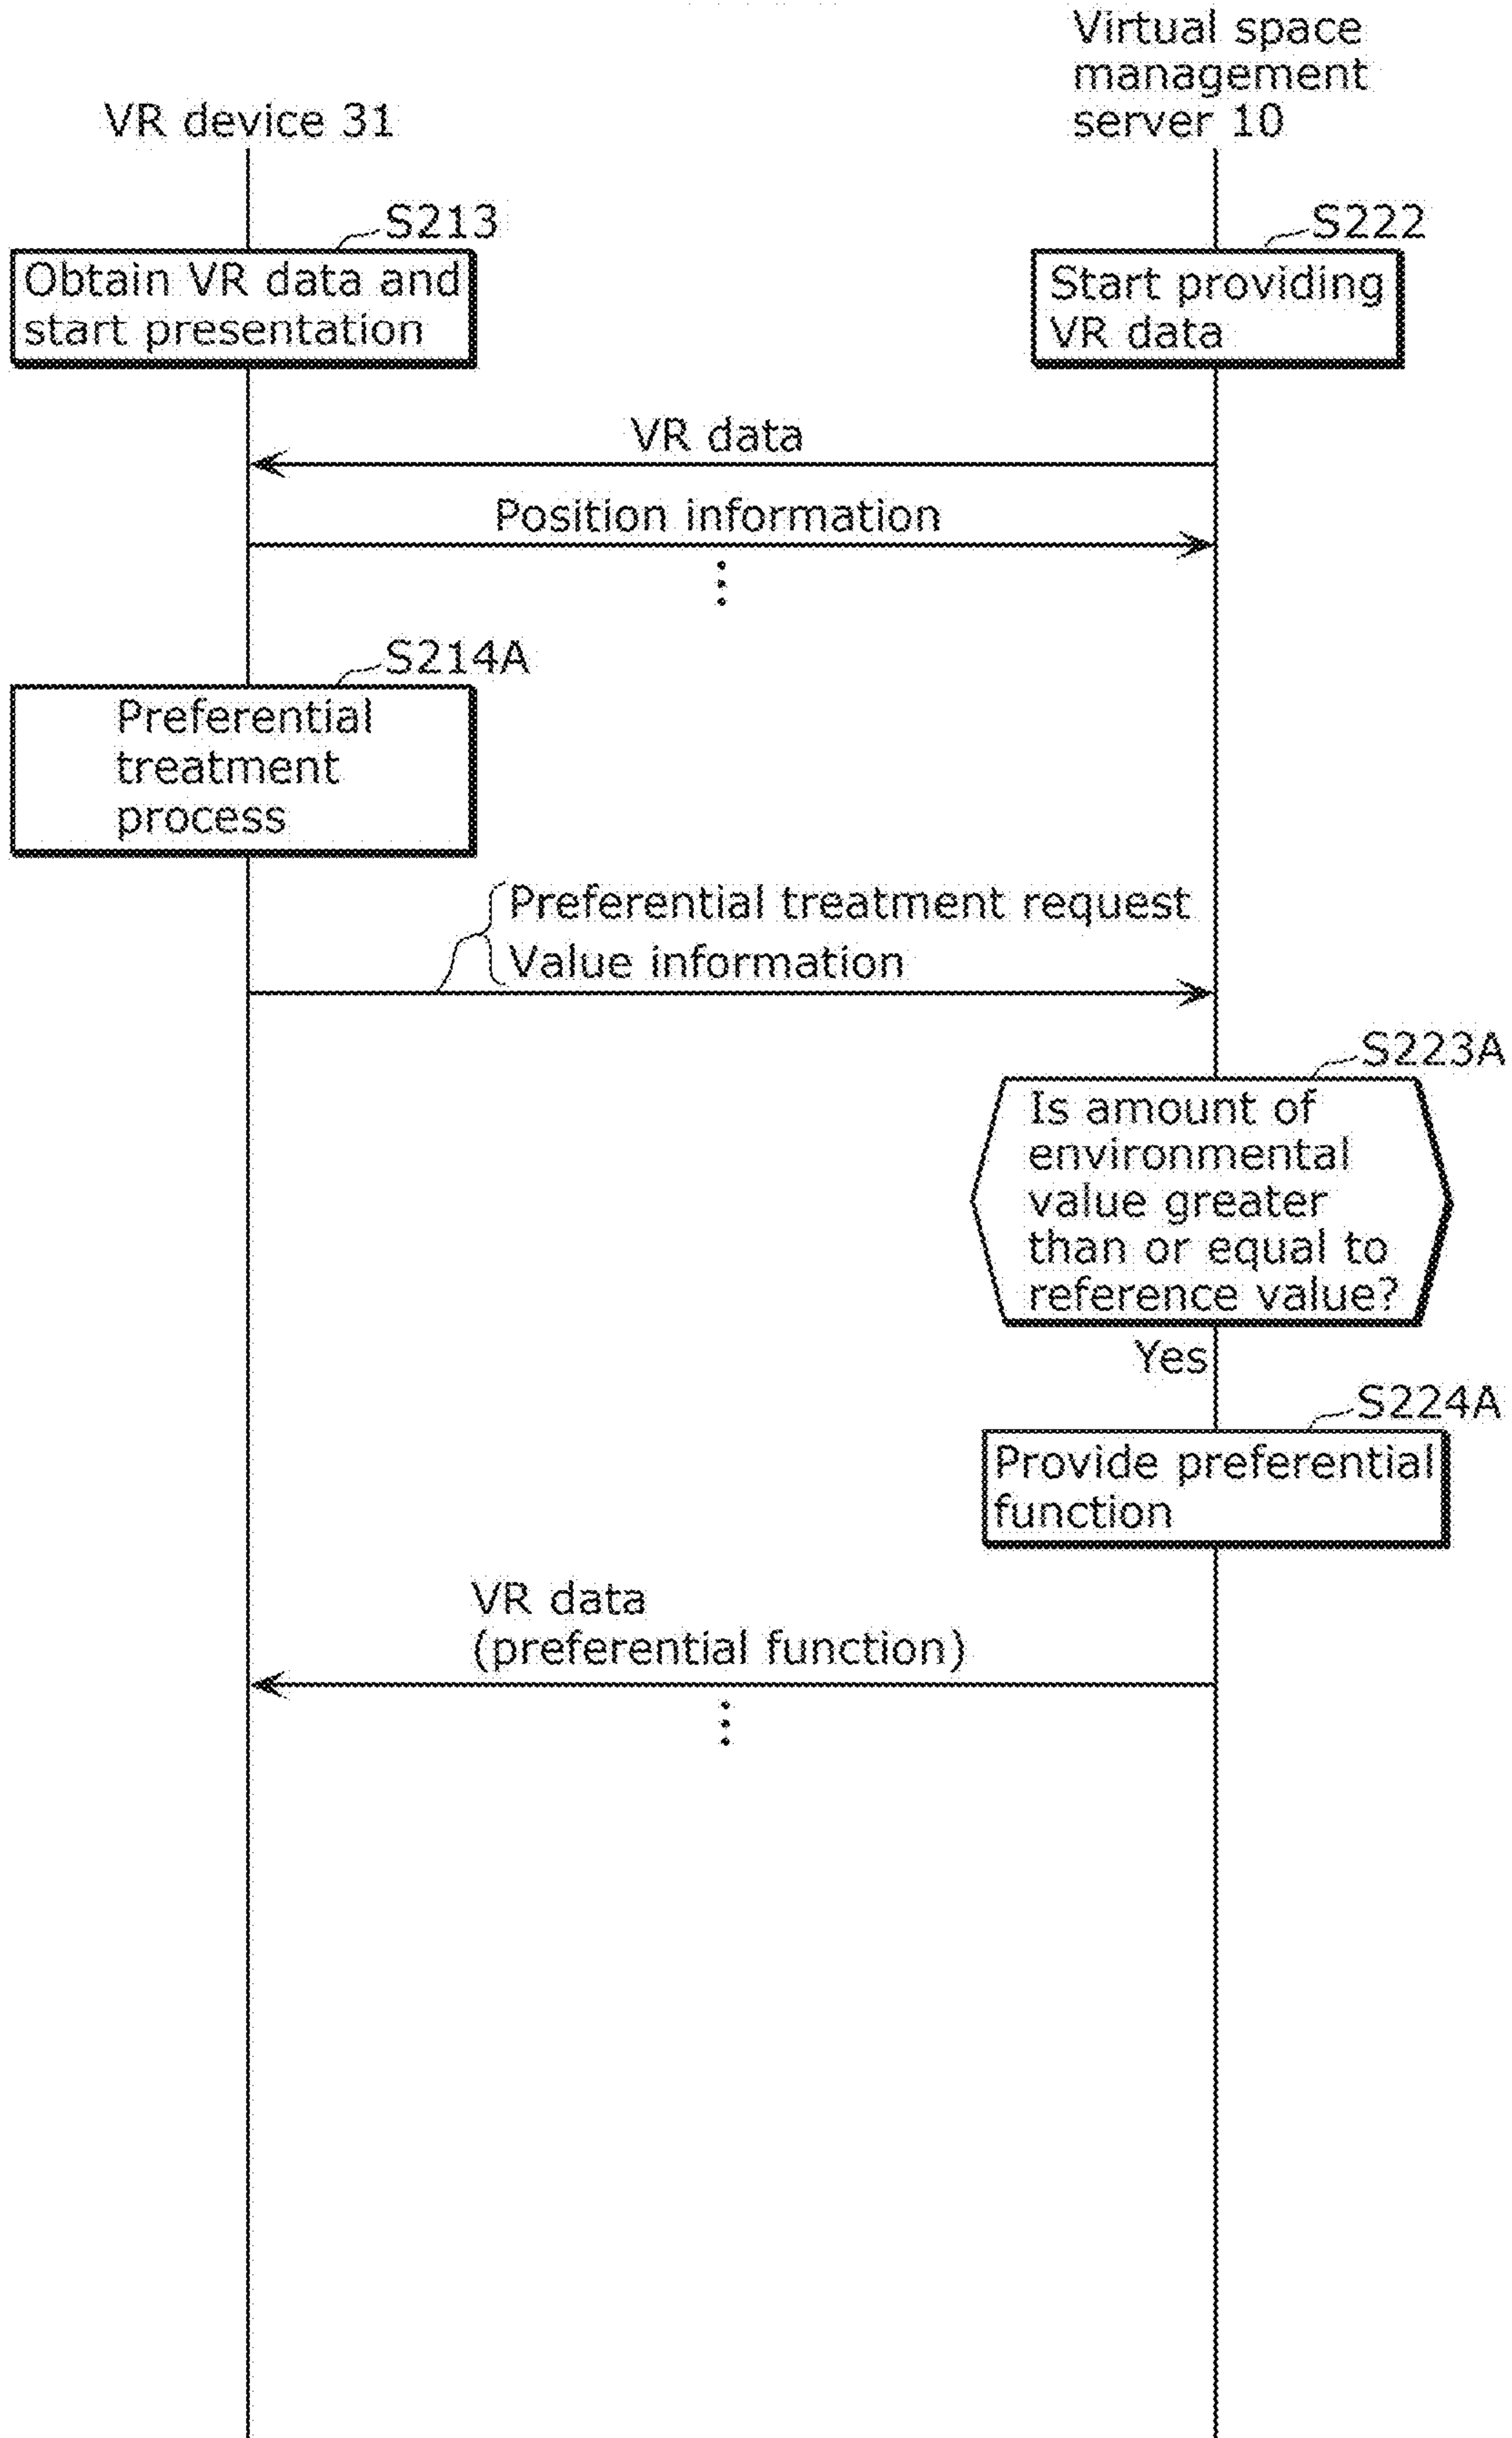 Virtual space
management
server 10
VR device 31
S213
S222
Obtain VR data and
start presentation
Start providing
VR data
VR data
Position information
S214A
Preferential
treatment
process
Preferential treatment request
Value information
S223A
Is amount of
environmental
value greater
than or equal to
reference value?
Yes
S224A
Provide preferential
function
VR data
(preferential function)